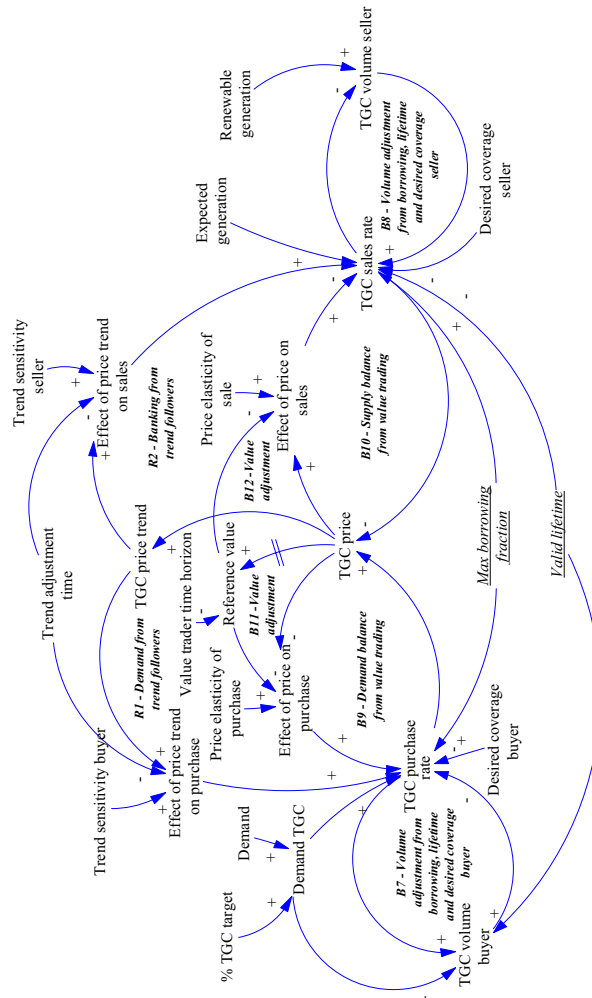 Trend sensitivity
seller
Renewable
generation
Expected
generation
Effect of price trend
on sales
TGC volume seller
R2 - Banking from
trend followers
Price elasticity of
sale
B8 - Volume adjustment
from borrowing, lifetime
and desired coverage
seller
TGC sales rate
Desired coverage
seller
Effect of price on
sales
B12 - Value
adjustment
B10 - Supply balance
from value trading
Trend adjustment
time
TGC price trend
Value trader time horizon
Reference value
TGC price
Max borrowing
fraction
Valid lifetime
R1 - Demand from
trend followers
B11 - Value
adjustment
Price elasticity of
purchase
Effect of price on
purchase
B9 - Demand balance
from value trading
Trend sensitivity buyer
Effect of price trend
on purchase
TGC purchase
rate
Desired coverage
buyer
Demand
Demand TGC
% TGC target
B7 - Volume
adjustment from
borrowing, lifetime
and desired coverage
buyer
TGC volume
buyer